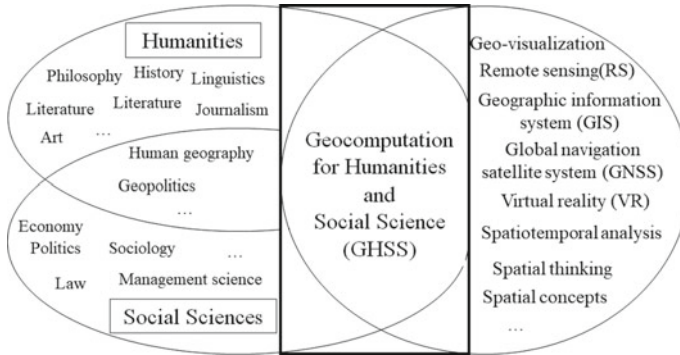 Humanities
Philosophy History Linguistics
Literature Literature Journalism
Art ...
Human geography
Geopolitics
...
Economy
Politics Sociology ...
Law Management science
Social Sciences
Geocomputation
for Humanities
and
Social Science
(GHSS)
Geo-visualization
Remote sensing(RS)
Geographic information
system (GIS)
Global navigation
satellite system (GNSS)
Virtual reality (VR)
Spatiotemporal analysis
Spatial thinking
Spatial concepts
...